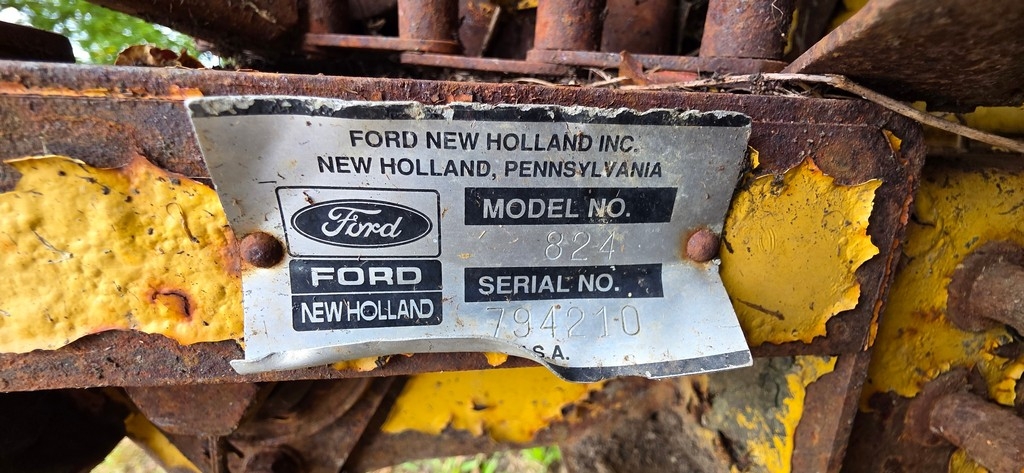 FORD NEW HOLLAND INC.
NEW HOLLAND, PENNSYLVANIA
Ford
FORD
NEW HOLLAND
MODEL NO.
824
SERIAL NO.
794210
S.A.